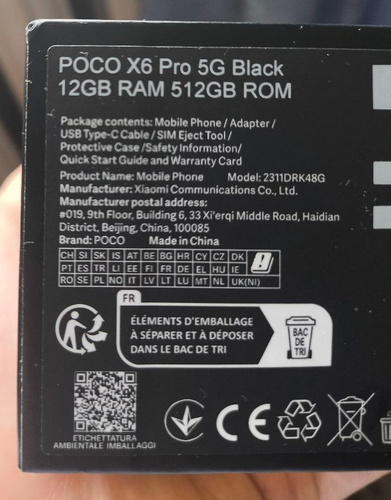 POCO X6 Pro 5G Black
12GB RAM 512GB ROM
Package contents: Mobile Phone / Adapter /
USB Type-C Cable / SIM Eject Tool /
Protective Case /Safety Information/
Quick Start Guide and Warranty Card
Product Name: Mobile Phone Model: 2311DRK48G
Manufacturer: Xiaomi Communications Co., Ltd.
Manufacturer postal address:
#019, 9th Floor, Building 6, 33 Xi'erqi Middle Road, Haidian
District, Beijing, China, 100085
Brand: POCO Made in China
CH SI SK IS AT BE BG HR CY CZ DK
PT ES TR LI EE FI FR DE EL HU IE
RO SE PL NO IT LV LT LU MT NL UK(NI)
FR
ÉLÉMENTS D'EMBALLAGE
À SÉPARER ET À DÉPOSER
DANS LE BAC DE TRI
BAC
DE
TRI
ETICHETTATURA
AMBIENTALE IMBALLAGGI
CE